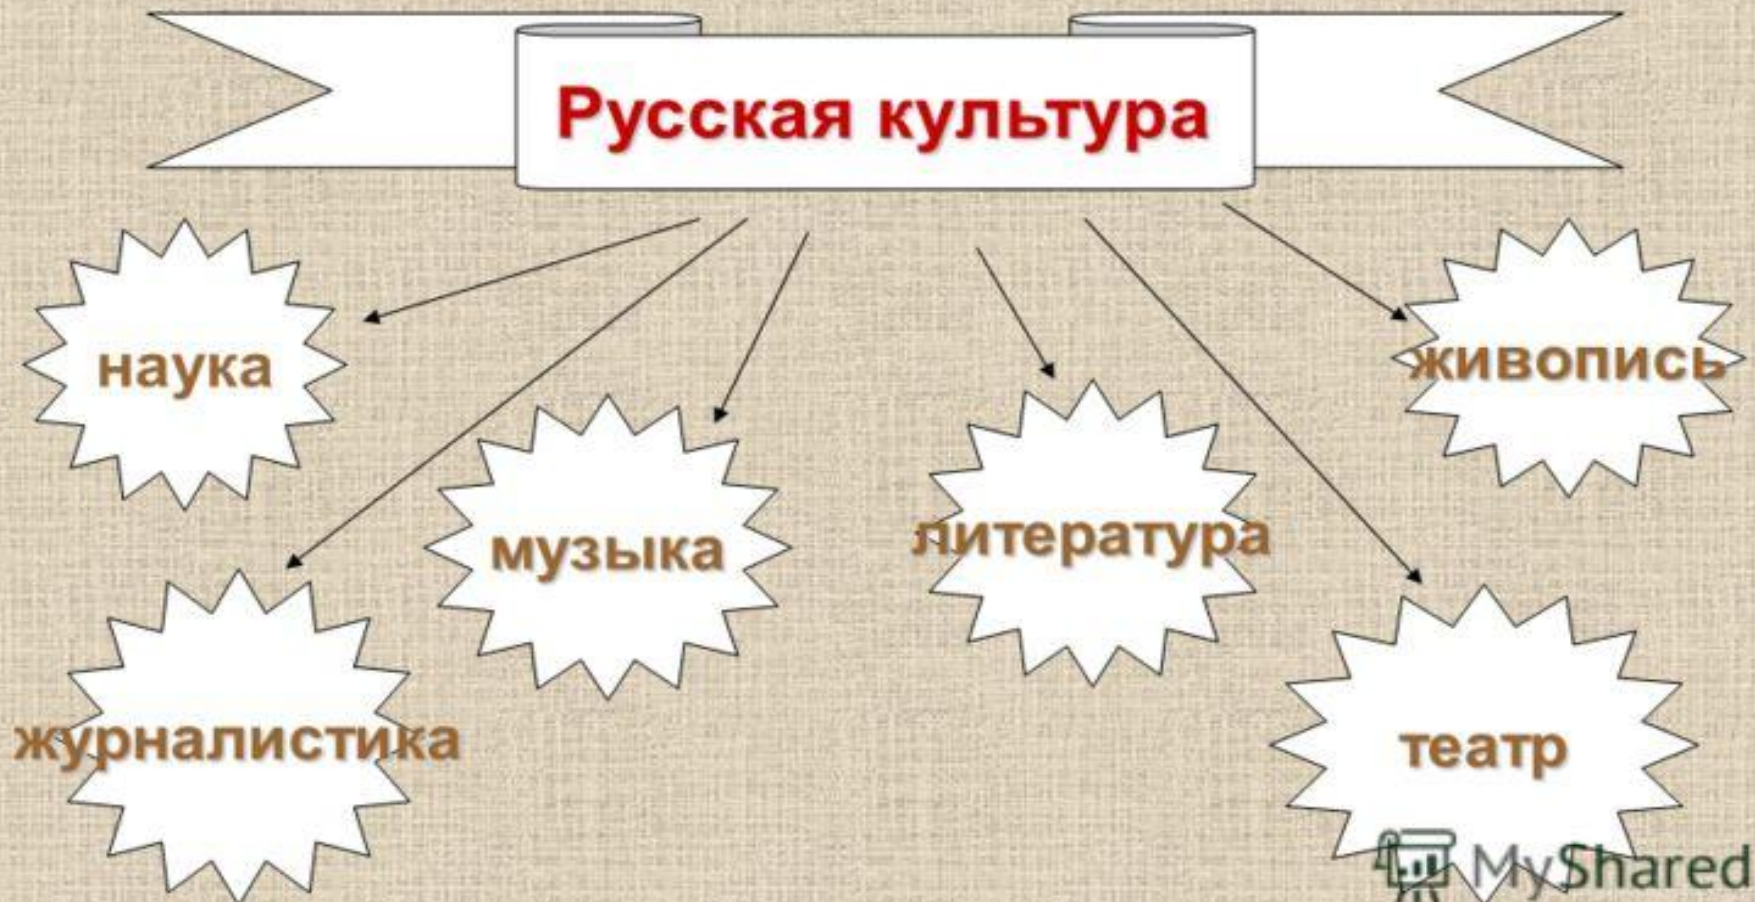 Русская культура
наука
живопись
музыка
литература
журналистика
театр
MyShared